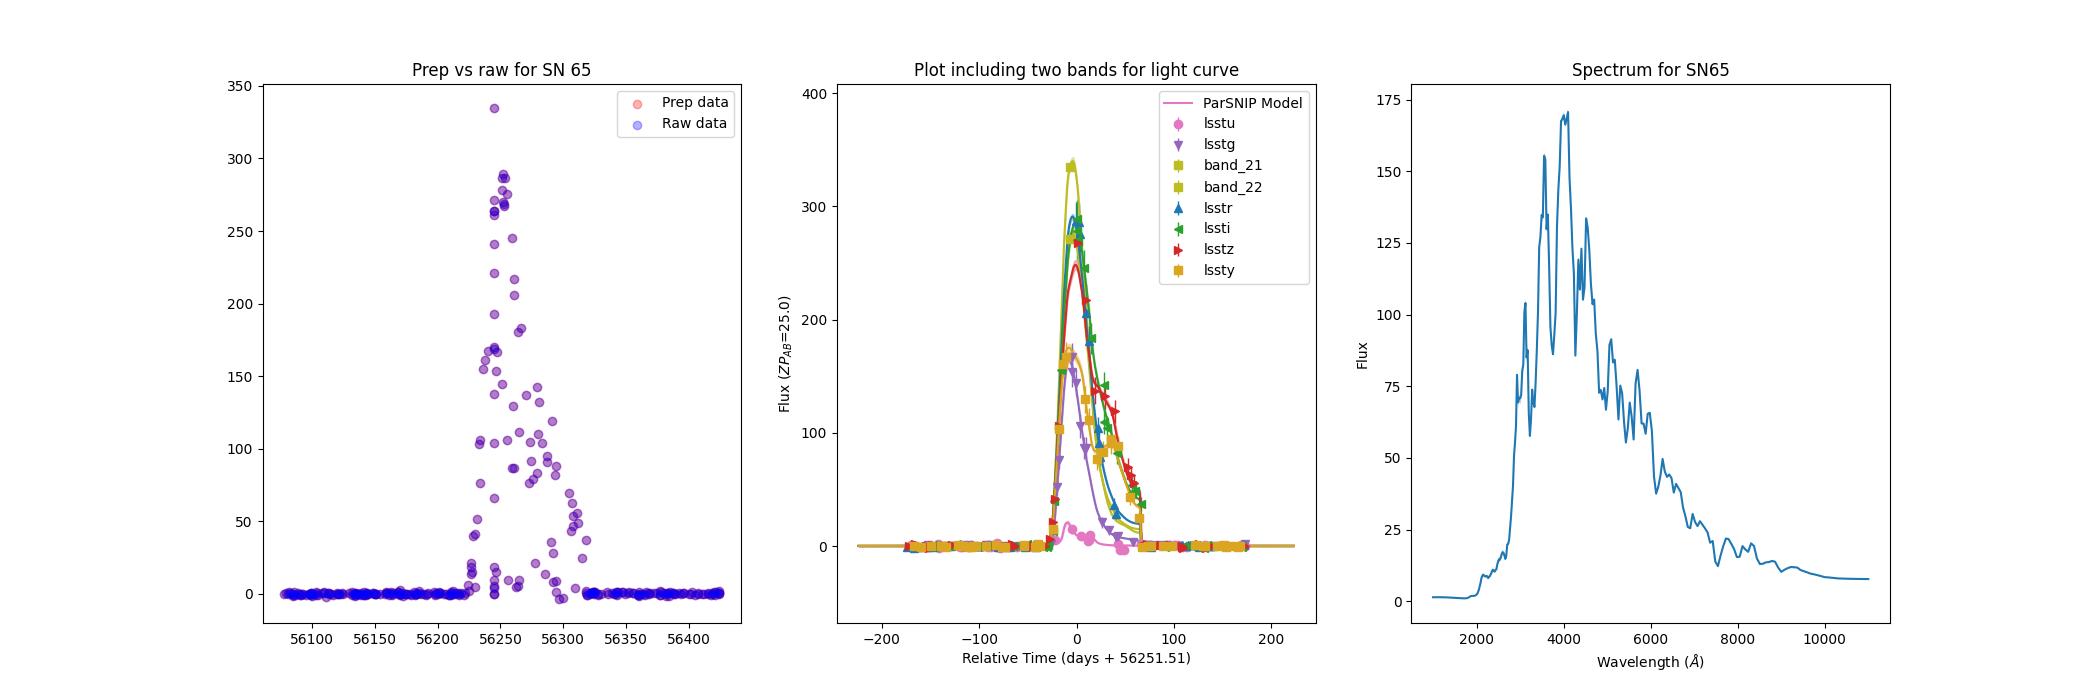 Prep vs raw for SN 65
350
300
250
200
150
100
50
0
56100 56150 56200 56250 56300 56350 56400
Prep data
Raw data
Plot including two bands for light curve
Flux (ZP_AB=25.0)
400
300
200
100
0
−200 −100 0 100 200
Relative Time (days + 56251.51)
ParSNIP Model
lsstu
lsstg
band_21
band_22
lsstr
lssti
lsstz
lssty
Spectrum for SN65
Flux
175
150
125
100
75
50
25
0
2000 4000 6000 8000 10000
Wavelength (Å)